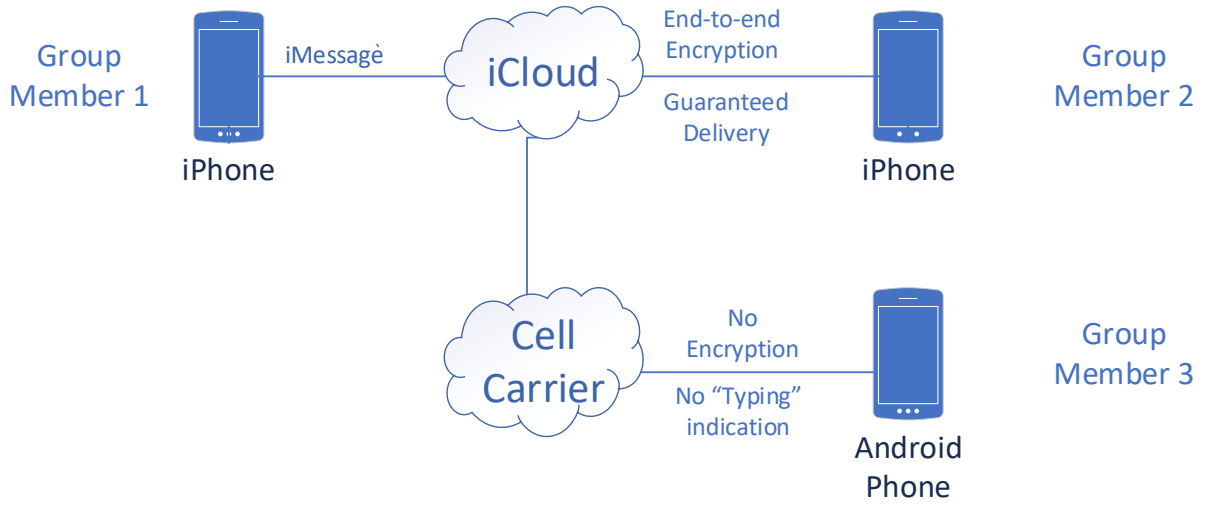 Group
Member 1
iPhone
iMessagè
iCloud
End-to-end
Encryption
Guaranteed
Delivery
iPhone
Group
Member 2
Cell
Carrier
No
Encryption
No “Typing”
indication
Android
Phone
Group
Member 3